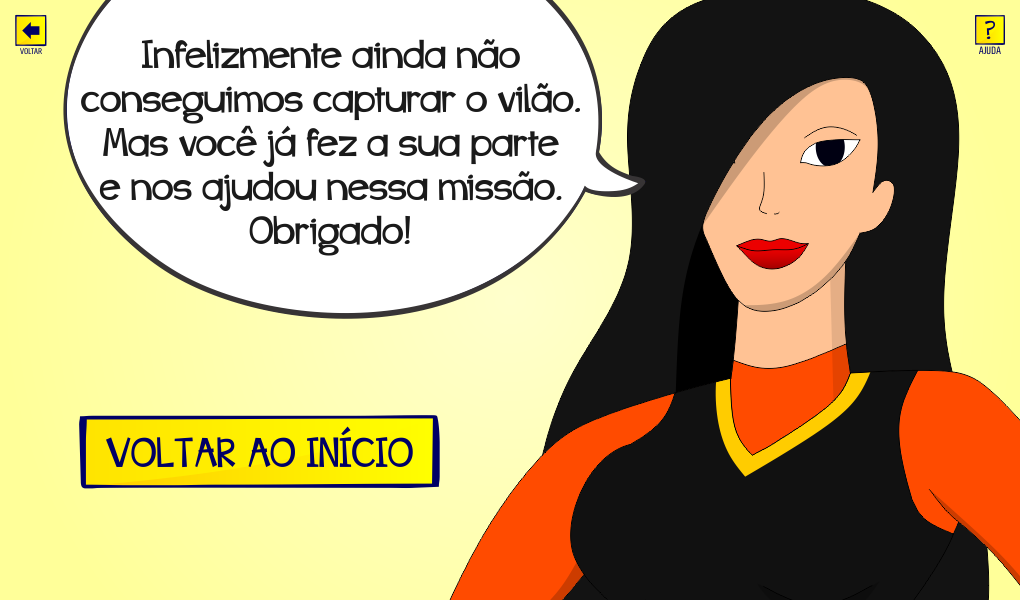 VOLTAR
?
AJUDA
Infelizmente ainda não
conseguimos capturar o vilão.
Mas você já fez a sua parte
e nos ajudou nessa missão.
Obrigado!
VOLTAR AO INÍCIO